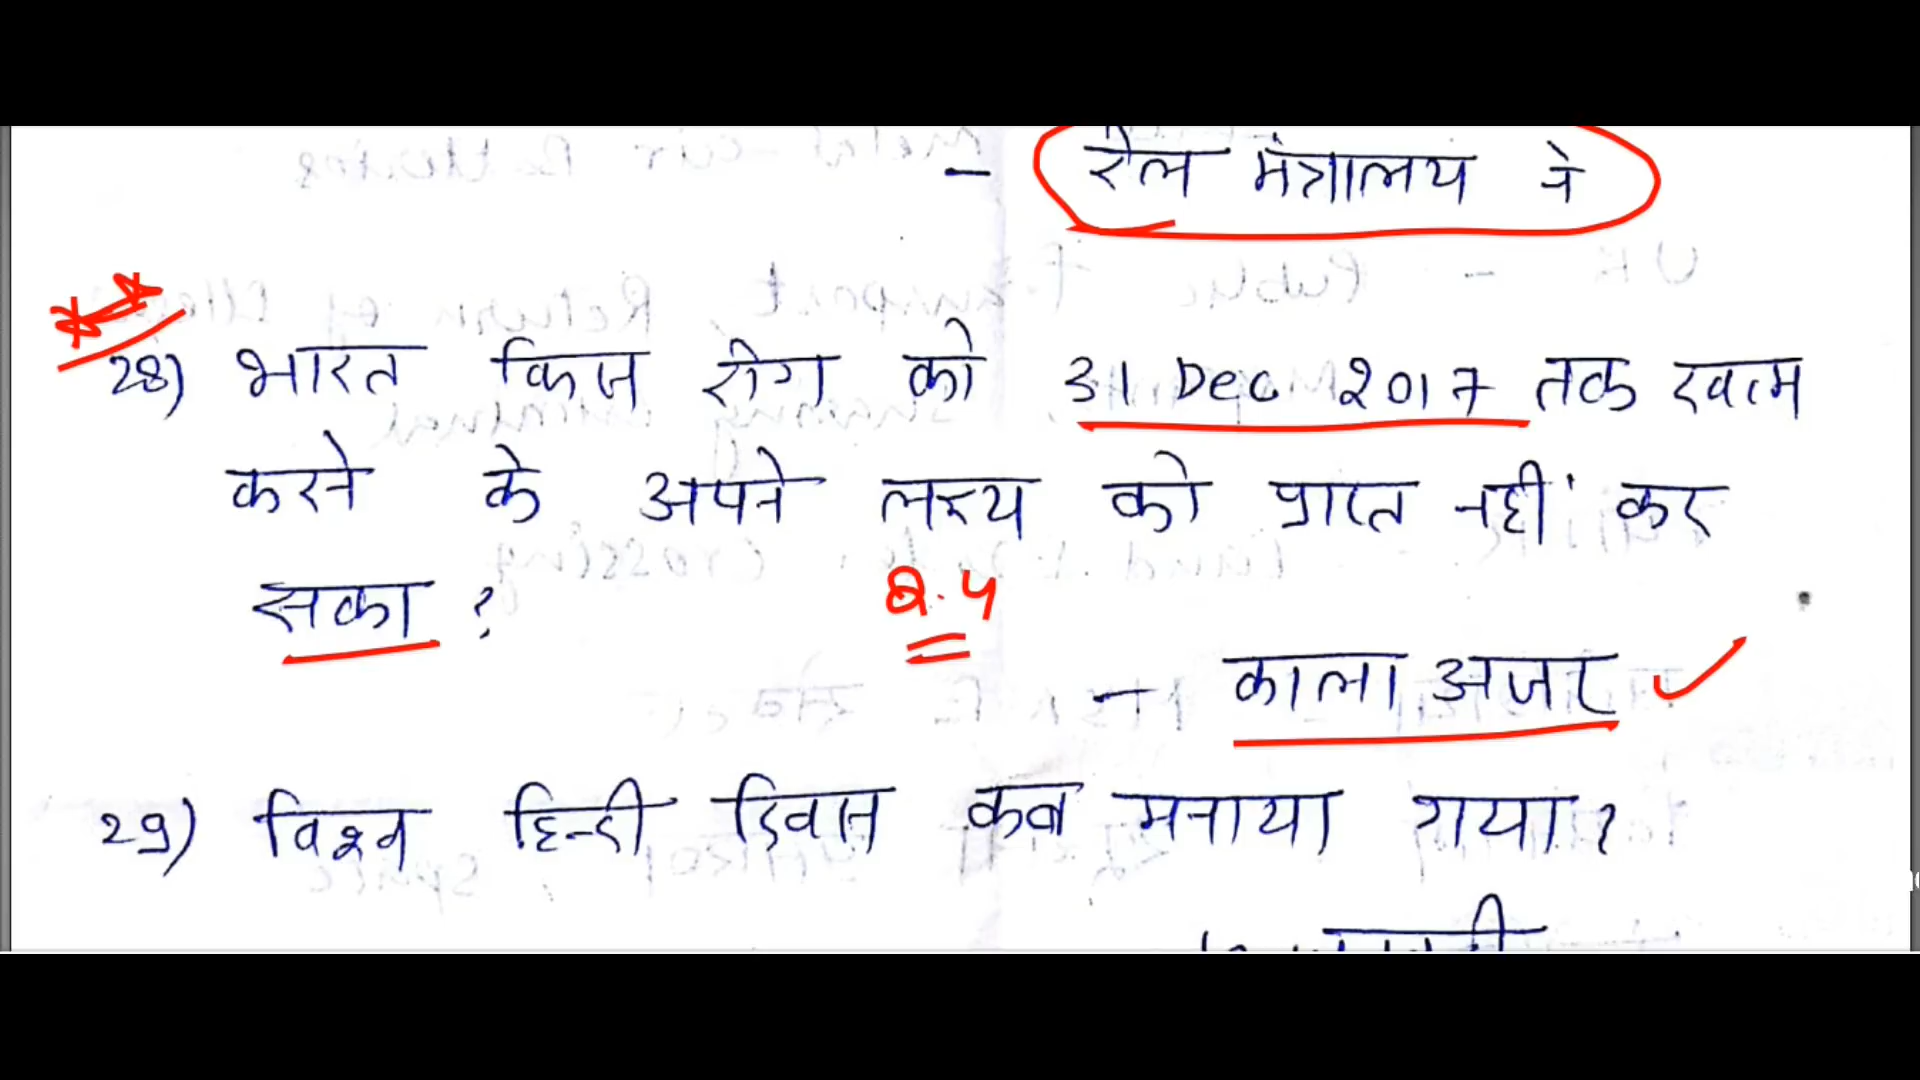 - रेल मंत्रालय ने
28) भारत किस रोग को 31 Dec 2017 तक खत्म
करने के अपने लक्ष्य को प्राप्त नहीं कर
सका ?
- काला अजार
29) विश्व हिन्दी दिवस कब मनाया गया?